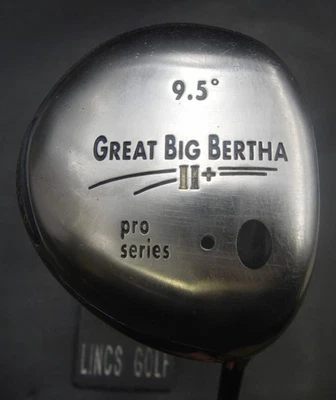 9.5°
GREAT BIG BERTHA
II+
pro
series
LINCS GOLF